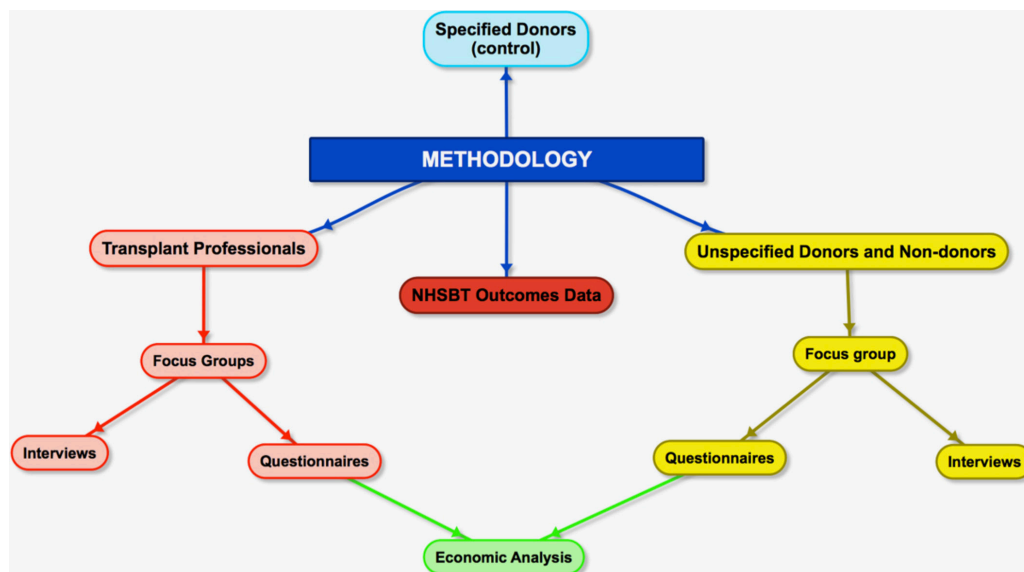 Specified Donors
(control)
METHODOLOGY
Transplant Professionals
Unspecified Donors and Non-donors
NHSBT Outcomes Data
Focus Groups
Focus group
Interviews
Questionnaires
Questionnaires
Interviews
Economic Analysis